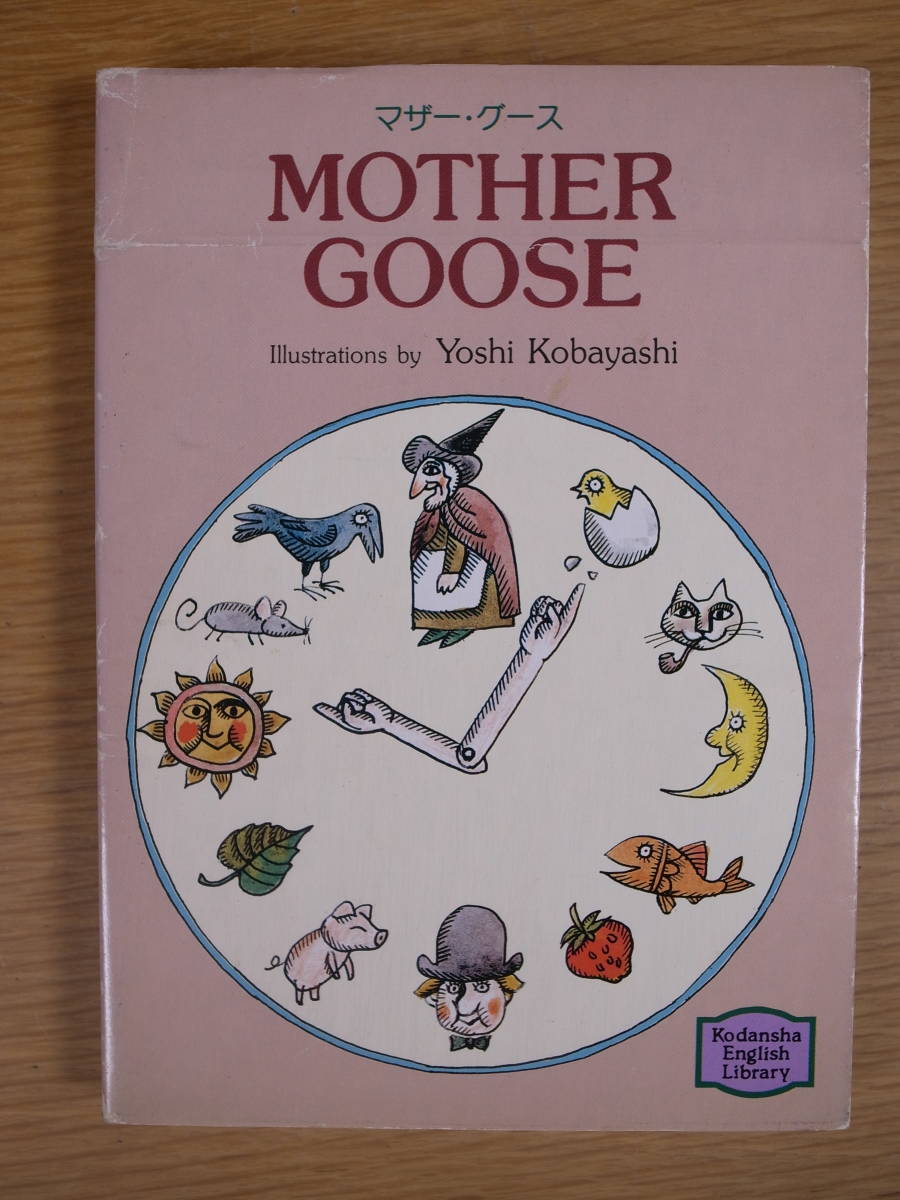 マザー・グース
MOTHER
GOOSE
Illustrations by Yoshi Kobayashi
Kodansha
English
Library